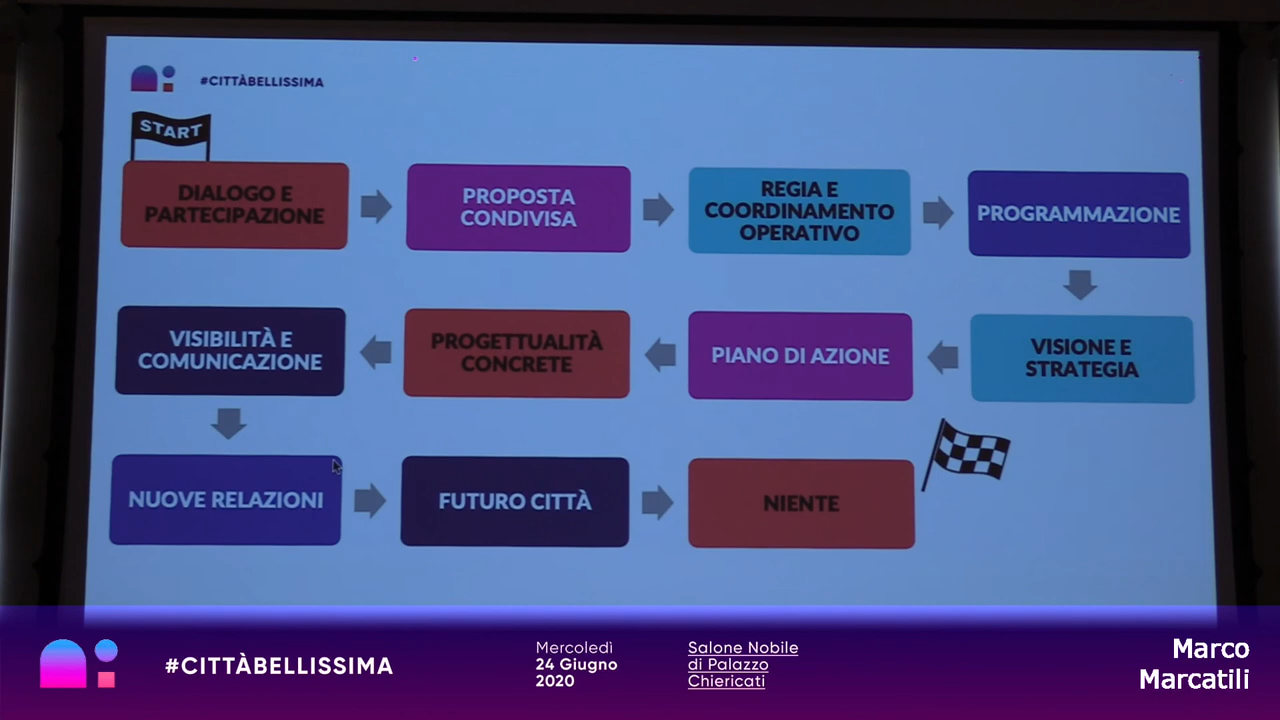 #CITTÀBELLISSIMA
START
DIALOGO E
PARTECIPAZIONE
PROPOSTA
CONDIVISA
REGIA E
COORDINAMENTO
OPERATIVO
PROGRAMMAZIONE
VISIBILITÀ E
COMUNICAZIONE
PROGETTUALITÀ
CONCRETE
PIANO DI AZIONE
VISIONE E
STRATEGIA
NUOVE RELAZIONI
FUTURO CITTÀ
NIENTE
#CITTÀBELLISSIMA
Mercoledì
24 Giugno
2020
Salone Nobile
di Palazzo
Chiericati
Marco
Marcatili